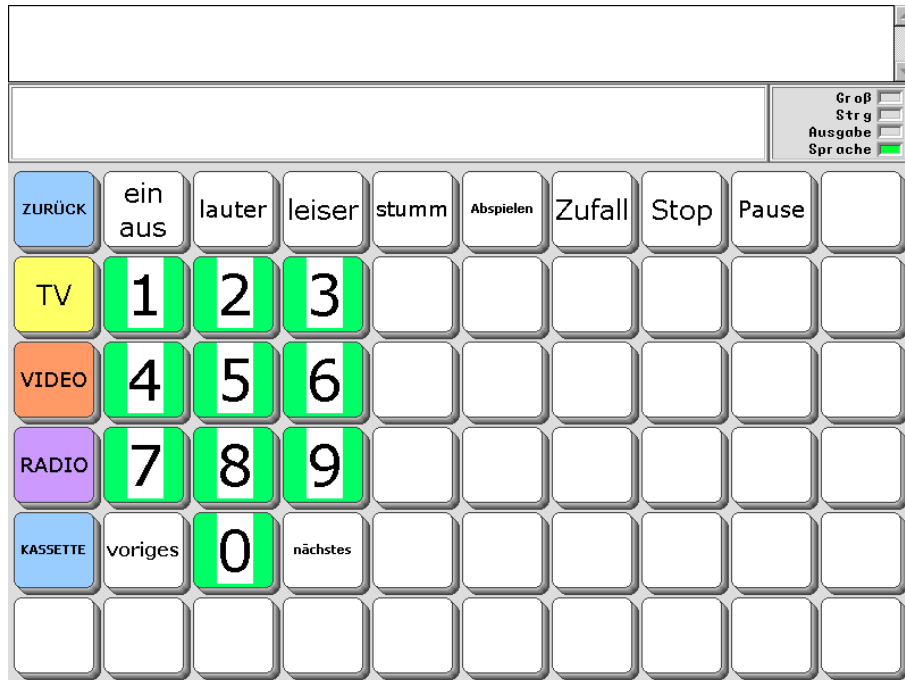 Groß
Strg
Ausgabe
Sprache
ZURÜCK
ein
aus
lauter
leiser
stumm
Abspielen
Zufall
Stop
Pause
TV
1
2
3
VIDEO
4
5
6
RADIO
7
8
9
KASSETTE
voriges
0
nächstes